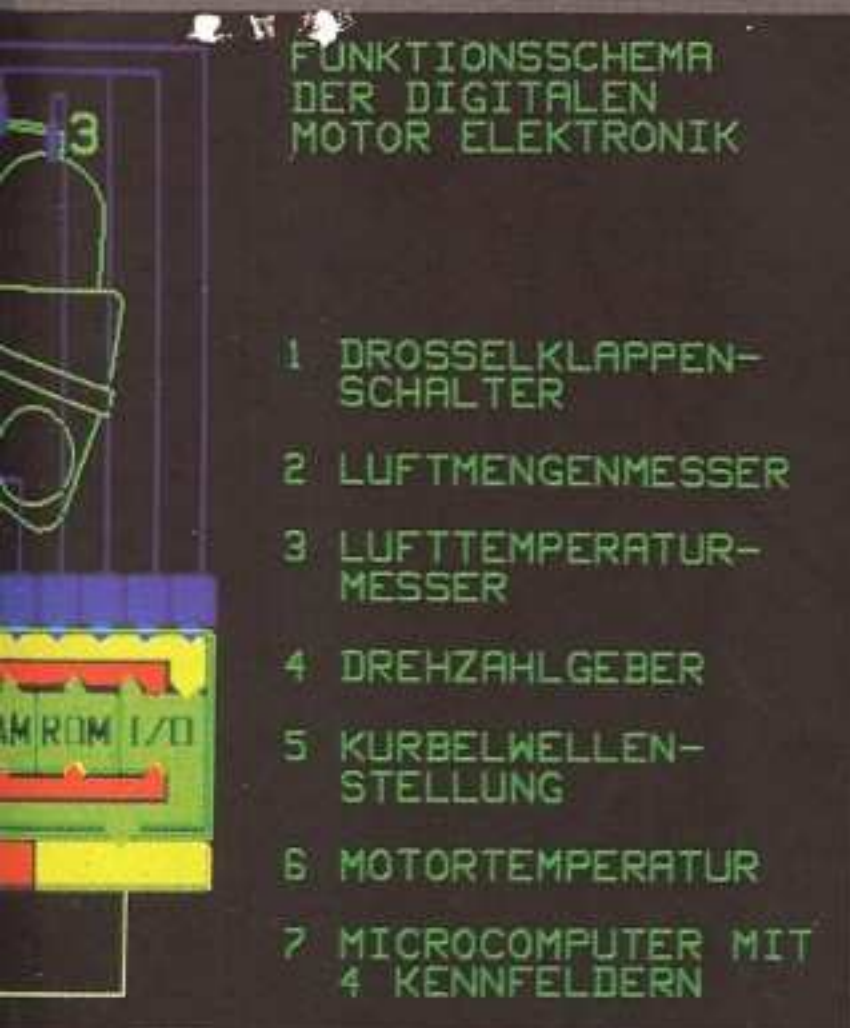 FUNKTIONSSCHEMA
DER DIGITALEN
MOTOR ELEKTRONIK
3
1 DROSSELKLAPPEN-
SCHALTER
2 LUFTMENGENMESSER
3 LUFTTEMPERATUR-
MESSER
4 DREHZAHLGEBER
ROM I/O
5 KURBELWELLEN-
STELLUNG
6 MOTORTEMPERATUR
7 MICROCOMPUTER MIT
4 KENNFELDERN